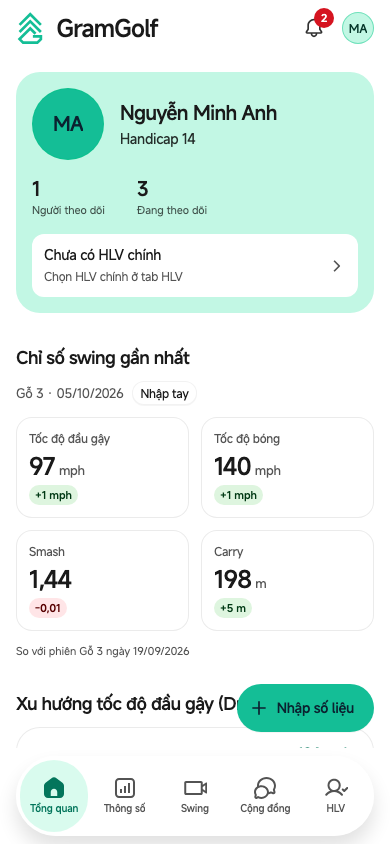 GramGolf
2
MA
MA
Nguyễn Minh Anh
Handicap 14
1
Người theo dõi
3
Đang theo dõi
Chưa có HLV chính
Chọn HLV chính ở tab HLV
Chỉ số swing gần nhất
Gỗ 3 · 05/10/2026
Nhập tay
Tốc độ đầu gậy
97 mph
+1 mph
Tốc độ bóng
140 mph
+1 mph
Smash
1,44
-0,01
Carry
198 m
+5 m
So với phiên Gỗ 3 ngày 19/09/2026
Xu hướng tốc độ đầu gậy
Nhập số liệu
Tổng quan
Thông số
Swing
Cộng đồng
HLV